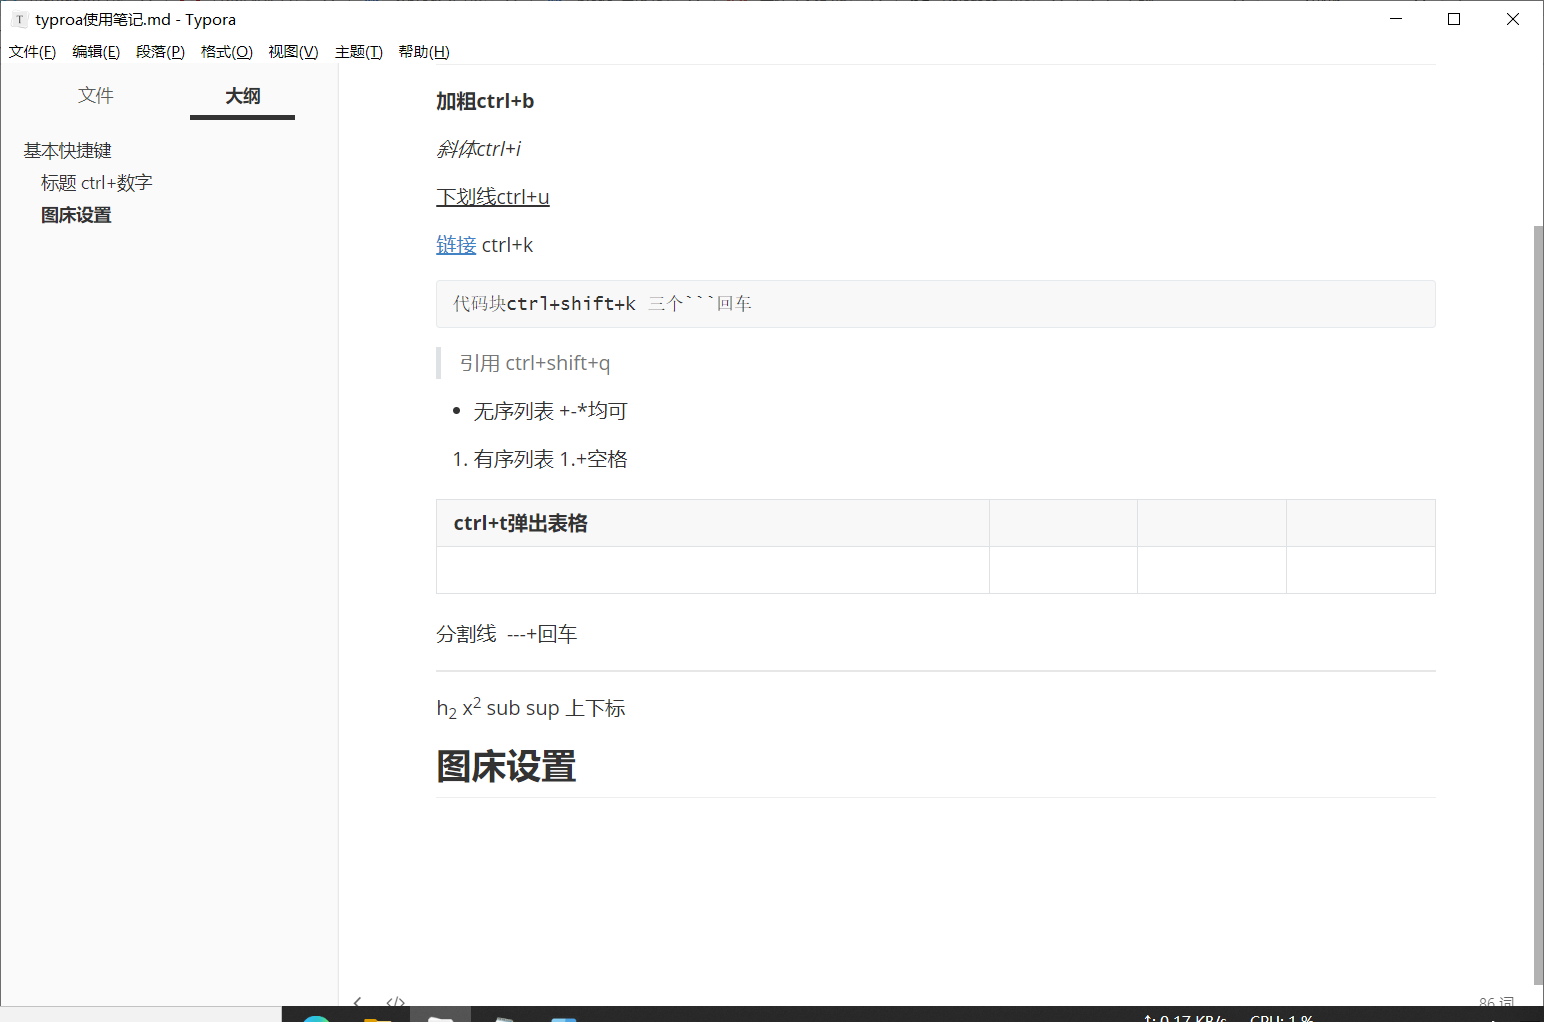 typroa使用笔记.md - Typora
文件(F) 编辑(E) 段落(P) 格式(O) 视图(V) 主题(T) 帮助(H)
文件 大纲
基本快捷键
标题 ctrl+数字
图床设置
加粗ctrl+b
斜体ctrl+i
下划线ctrl+u
链接 ctrl+k
代码块ctrl+shift+k 三个```回车
引用 ctrl+shift+q
• 无序列表 +-*均可
1. 有序列表 1.+空格
ctrl+t弹出表格
分割线 ---+回车
h₂ x² sub sup 上下标
图床设置
</>
86 词
↑: 0.17 KB/s CPU: 1 %